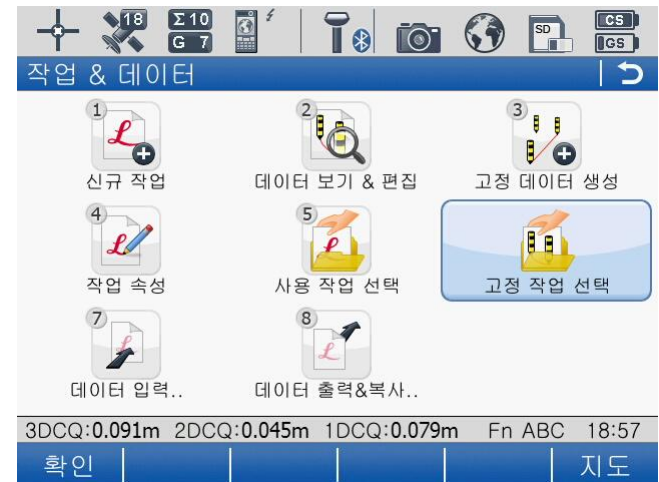 18 Σ 10 G 7 SD CS GS
작업 & 데이터
1 2 3
신규 작업 데이터 보기 & 편집 고정 데이터 생성
4 5
작업 속성 사용 작업 선택 고정 작업 선택
7 8
데이터 입력.. 데이터 출력&복사..
3DCQ:0.091m 2DCQ:0.045m 1DCQ:0.079m Fn ABC 18:57
확인 지도